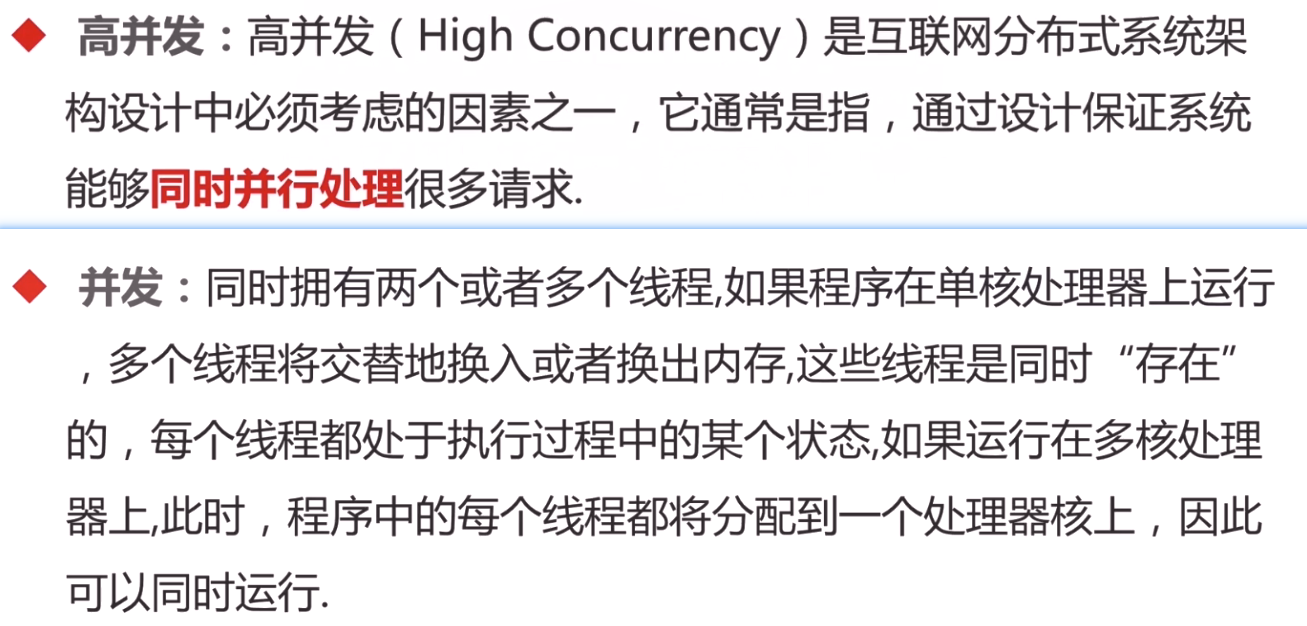 高并发：高并发（High Concurrency）是互联网分布式系统架
构设计中必须考虑的因素之一，它通常是指，通过设计保证系统
能够同时并行处理很多请求.
并发：同时拥有两个或者多个线程,如果程序在单核处理器上运行
，多个线程将交替地换入或者换出内存,这些线程是同时“存在”
的，每个线程都处于执行过程中的某个状态,如果运行在多核处理
器上,此时，程序中的每个线程都将分配到一个处理器核上，因此
可以同时运行.